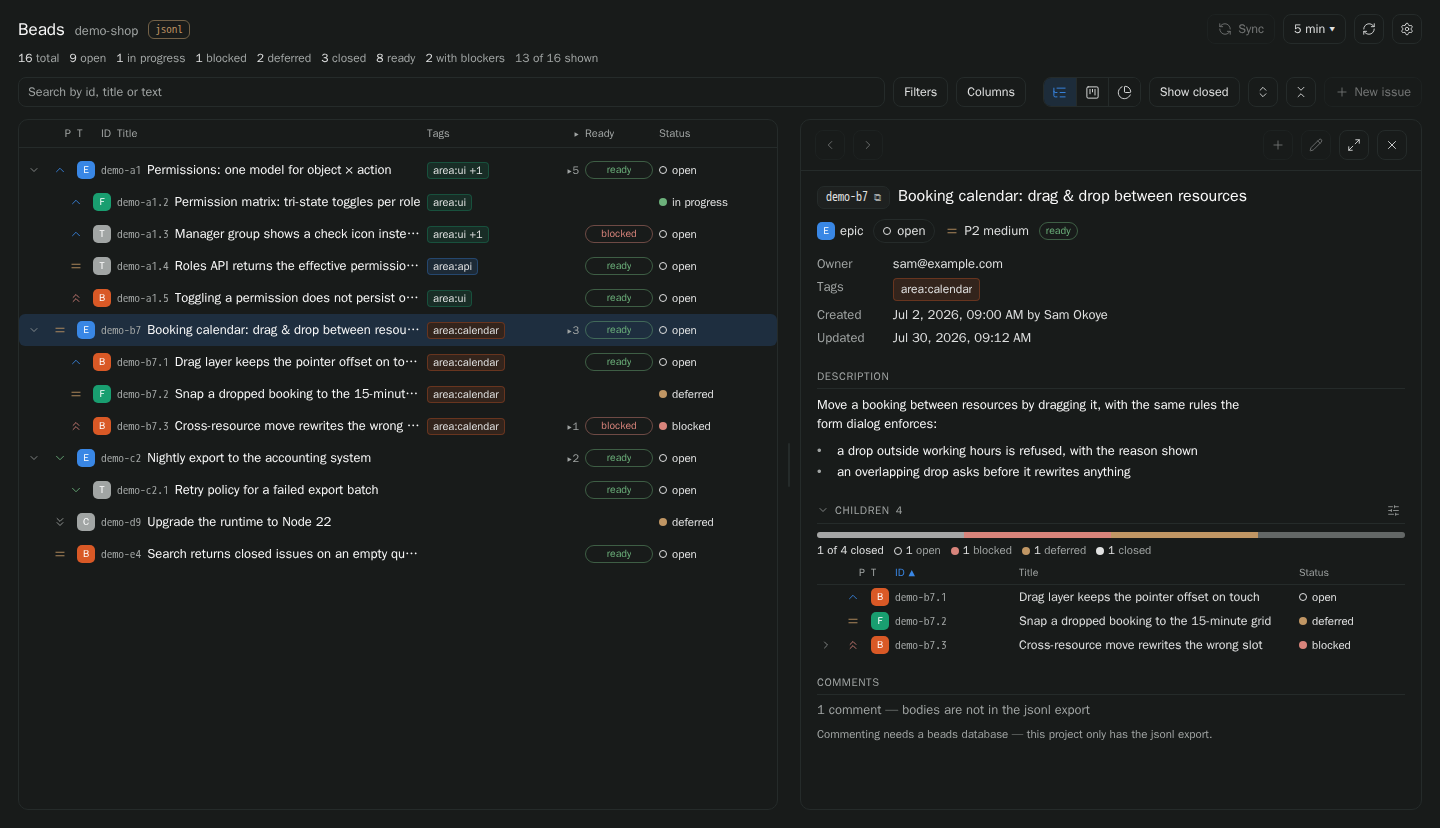 Beads demo-shop jsonl
Sync 5 min ▾
16 total 9 open 1 in progress 1 blocked 2 deferred 3 closed 8 ready 2 with blockers 13 of 16 shown
Search by id, title or text
Filters Columns Show closed + New issue
P T ID Title Tags ▸ Ready Status
E demo-a1 Permissions: one model for object × action area:ui +1 ▸5 ready open
F demo-a1.2 Permission matrix: tri-state toggles per role area:ui in progress
T demo-a1.3 Manager group shows a check icon inste··· area:ui +1 blocked open
T demo-a1.4 Roles API returns the effective permissio··· area:api ready open
B demo-a1.5 Toggling a permission does not persist o··· area:ui ready open
E demo-b7 Booking calendar: drag & drop between resou··· area:calendar ▸3 ready open
B demo-b7.1 Drag layer keeps the pointer offset on to··· area:calendar ready open
F demo-b7.2 Snap a dropped booking to the 15-minut··· area:calendar deferred
B demo-b7.3 Cross-resource move rewrites the wrong ··· area:calendar ▸1 blocked blocked
E demo-c2 Nightly export to the accounting system ▸2 ready open
T demo-c2.1 Retry policy for a failed export batch ready open
C demo-d9 Upgrade the runtime to Node 22 deferred
B demo-e4 Search returns closed issues on an empty qu··· ready open
demo-b7 Booking calendar: drag & drop between resources
E epic open P2 medium ready
Owner sam@example.com
Tags area:calendar
Created Jul 2, 2026, 09:00 AM by Sam Okoye
Updated Jul 30, 2026, 09:12 AM
DESCRIPTION
Move a booking between resources by dragging it, with the same rules the
form dialog enforces:
• a drop outside working hours is refused, with the reason shown
• an overlapping drop asks before it rewrites anything
CHILDREN 4
1 of 4 closed 1 open 1 blocked 1 deferred 1 closed
P T ID ▲ Title Status
B demo-b7.1 Drag layer keeps the pointer offset on touch open
F demo-b7.2 Snap a dropped booking to the 15-minute grid deferred
B demo-b7.3 Cross-resource move rewrites the wrong slot blocked
COMMENTS
1 comment — bodies are not in the jsonl export
Commenting needs a beads database — this project only has the jsonl export.